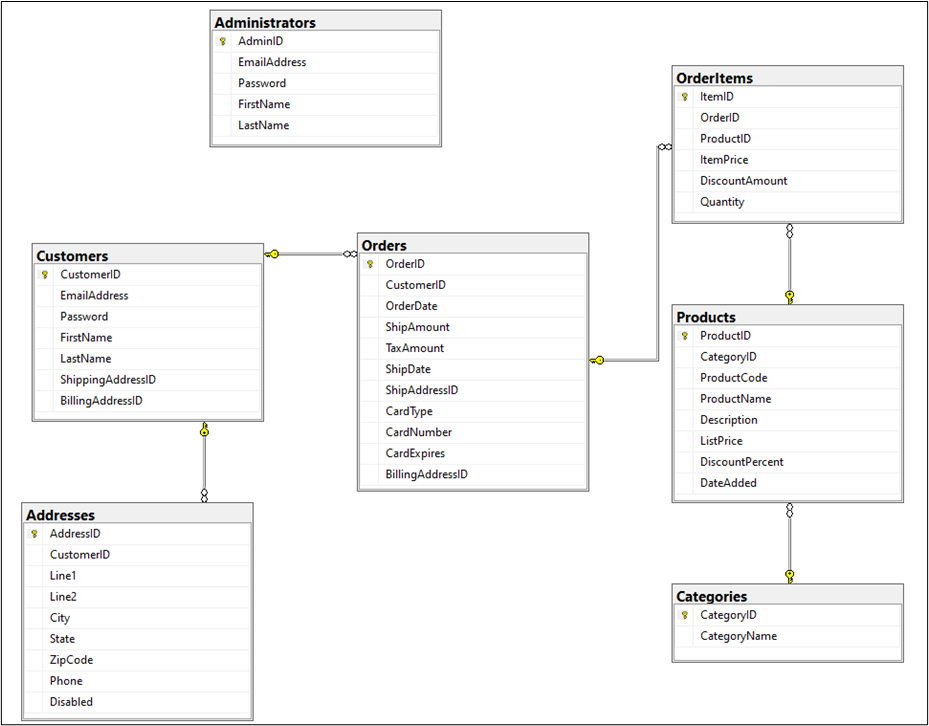 Administrators
AdminID
EmailAddress
Password
FirstName
LastName
OrderItems
ItemID
OrderID
ProductID
ItemPrice
DiscountAmount
Quantity
Customers
CustomerID
EmailAddress
Password
FirstName
LastName
ShippingAddressID
BillingAddressID
Orders
OrderID
CustomerID
OrderDate
ShipAmount
TaxAmount
ShipDate
ShipAddressID
CardType
CardNumber
CardExpires
BillingAddressID
Products
ProductID
CategoryID
ProductCode
ProductName
Description
ListPrice
DiscountPercent
DateAdded
Addresses
AddressID
CustomerID
Line1
Line2
City
State
ZipCode
Phone
Disabled
Categories
CategoryID
CategoryName